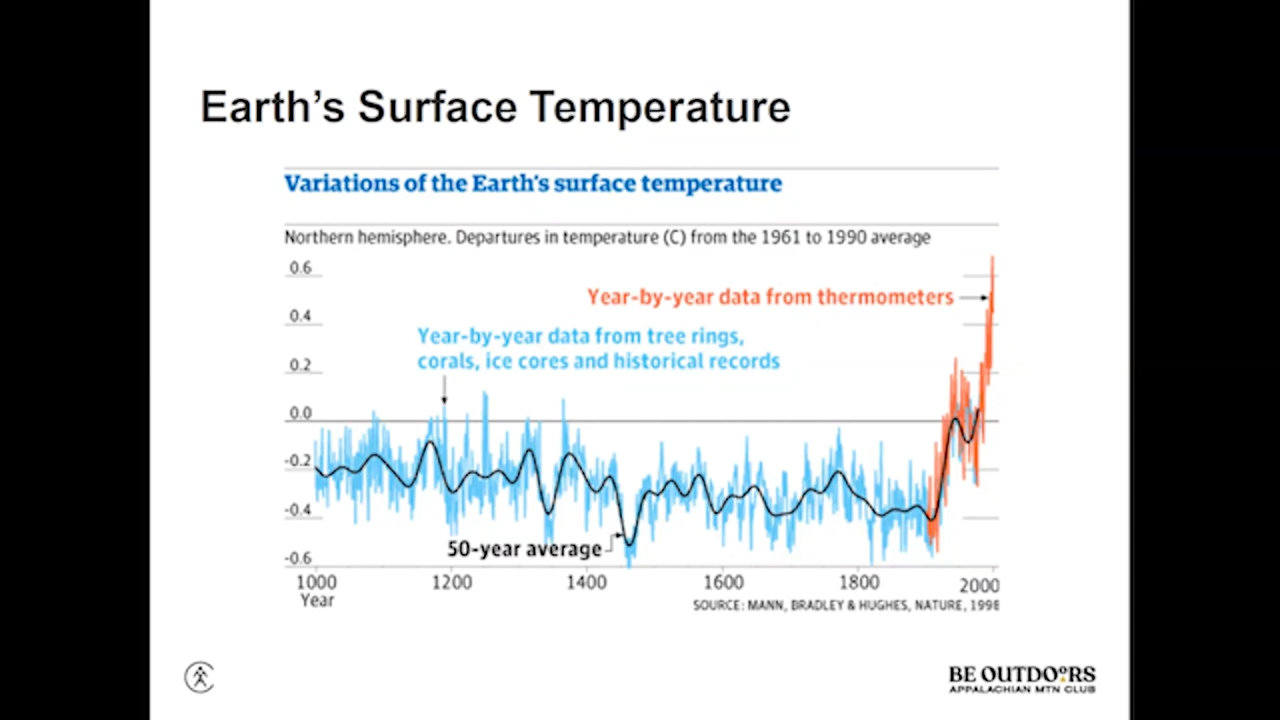 Earth's Surface Temperature
Variations of the Earth's surface temperature
Northern hemisphere. Departures in temperature (C) from the 1961 to 1990 average
0.6
Year-by-year data from thermometers
0.4
Year-by-year data from tree rings,
corals, ice cores and historical records
0.2
0.0
-0.2
-0.4
50-year average
-0.6
1000 1200 1400 1600 1800 2000
Year
SOURCE: MANN, BRADLEY & HUGHES, NATURE, 1998
BE OUTDOORS
APPALACHIAN MTN CLUB